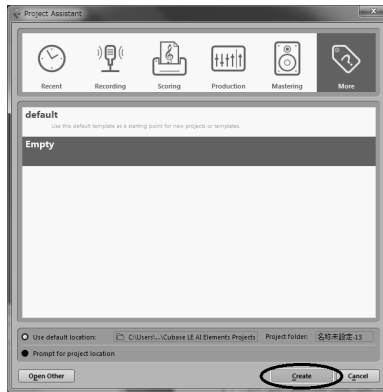 Project Assistant
Recent Recording Scoring Production Mastering More
default
Use this default template as a starting point for new projects or templates.
Empty
Use default location: C:\Users\...\Cubase LE AI Elements Projects Project folder: 名称未設定-13
Prompt for project location
Open Other Create Cancel